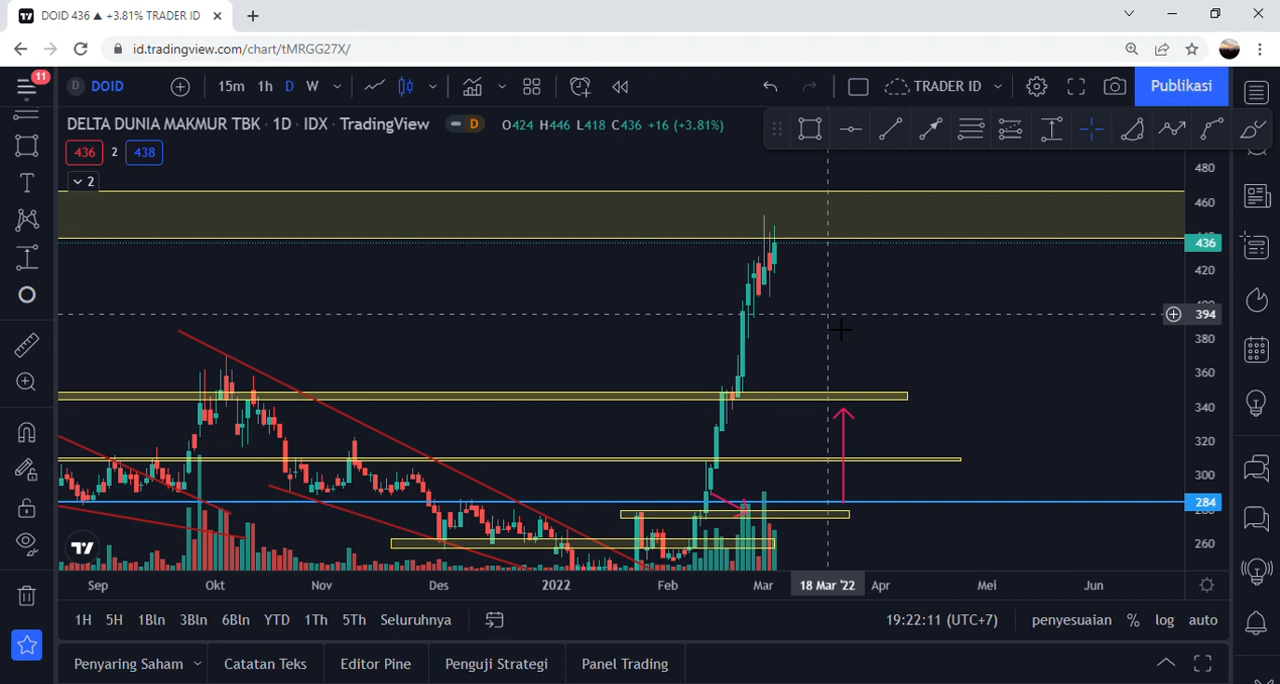 DOID 436 ▲ +3.81% TRADER ID
id.tradingview.com/chart/tMRGG27X/
11
D DOID 15m 1h D W TRADER ID Publikasi
DELTA DUNIA MAKMUR TBK · 1D · IDX · TradingView D O424 H446 L418 C436 +16 (+3.81%)
436 2 438
2
480
460
436
420
394
380
360
340
320
300
284
260
Sep Okt Nov Des 2022 Feb Mar 18 Mar '22 Apr Mei Jun
1H 5H 1Bln 3Bln 6Bln YTD 1Th 5Th Seluruhnya 19:22:11 (UTC+7) penyesuaian % log auto
Penyaring Saham Catatan Teks Editor Pine Penguji Strategi Panel Trading